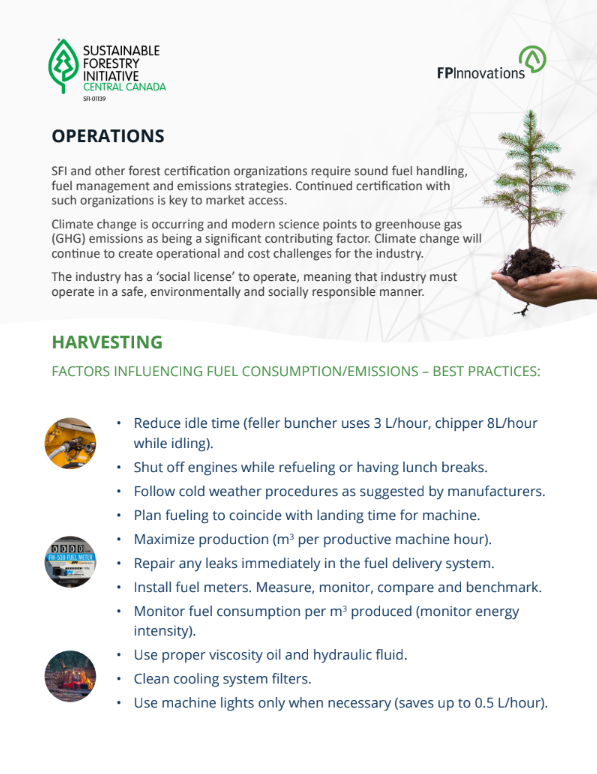 SUSTAINABLE
FORESTRY
INITIATIVE
CENTRAL CANADA
SFI-01139
FPInnovations
OPERATIONS
SFI and other forest certification organizations require sound fuel handling,
fuel management and emissions strategies. Continued certification with
such organizations is key to market access.
Climate change is occurring and modern science points to greenhouse gas
(GHG) emissions as being a significant contributing factor. Climate change will
continue to create operational and cost challenges for the industry.
The industry has a ‘social license’ to operate, meaning that industry must
operate in a safe, environmentally and socially responsible manner.
HARVESTING
FACTORS INFLUENCING FUEL CONSUMPTION/EMISSIONS – BEST PRACTICES:
• Reduce idle time (feller buncher uses 3 L/hour, chipper 8L/hour
while idling).
• Shut off engines while refueling or having lunch breaks.
• Follow cold weather procedures as suggested by manufacturers.
• Plan fueling to coincide with landing time for machine.
• Maximize production (m³ per productive machine hour).
• Repair any leaks immediately in the fuel delivery system.
• Install fuel meters. Measure, monitor, compare and benchmark.
• Monitor fuel consumption per m³ produced (monitor energy
intensity).
• Use proper viscosity oil and hydraulic fluid.
• Clean cooling system filters.
• Use machine lights only when necessary (saves up to 0.5 L/hour).